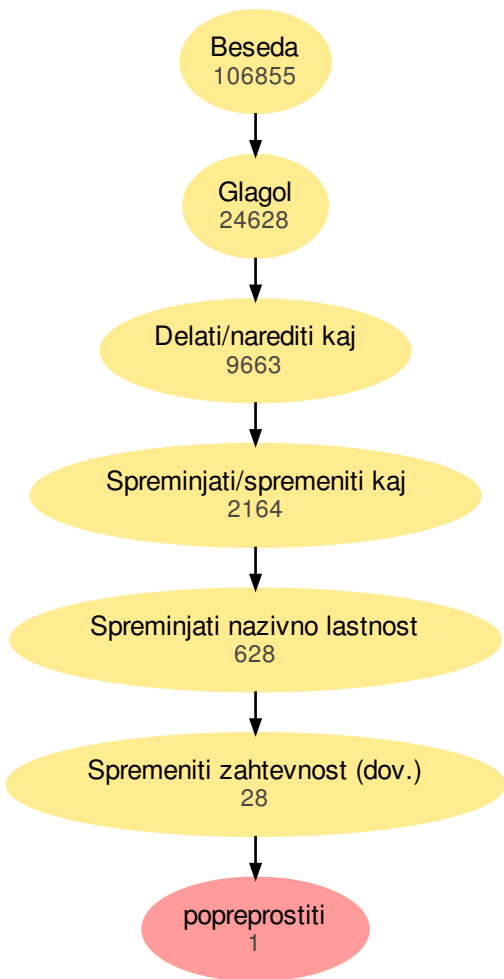 Beseda
106855
Glagol
24628
Delati/narediti kaj
9663
Spreminjati/spremeniti kaj
2164
Spreminjati nazivno lastnost
628
Spremeniti zahtevnost (dov.)
28
popreprostiti
1